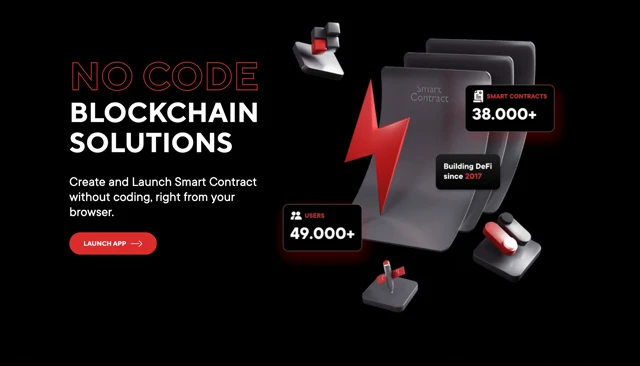 NO CODE
BLOCKCHAIN
SOLUTIONS
Create and Launch Smart Contract
without coding, right from your
browser.
LAUNCH APP
Smart
Contract
SMART CONTRACTS
38.000+
Building DeFi
since 2017
USERS
49.000+